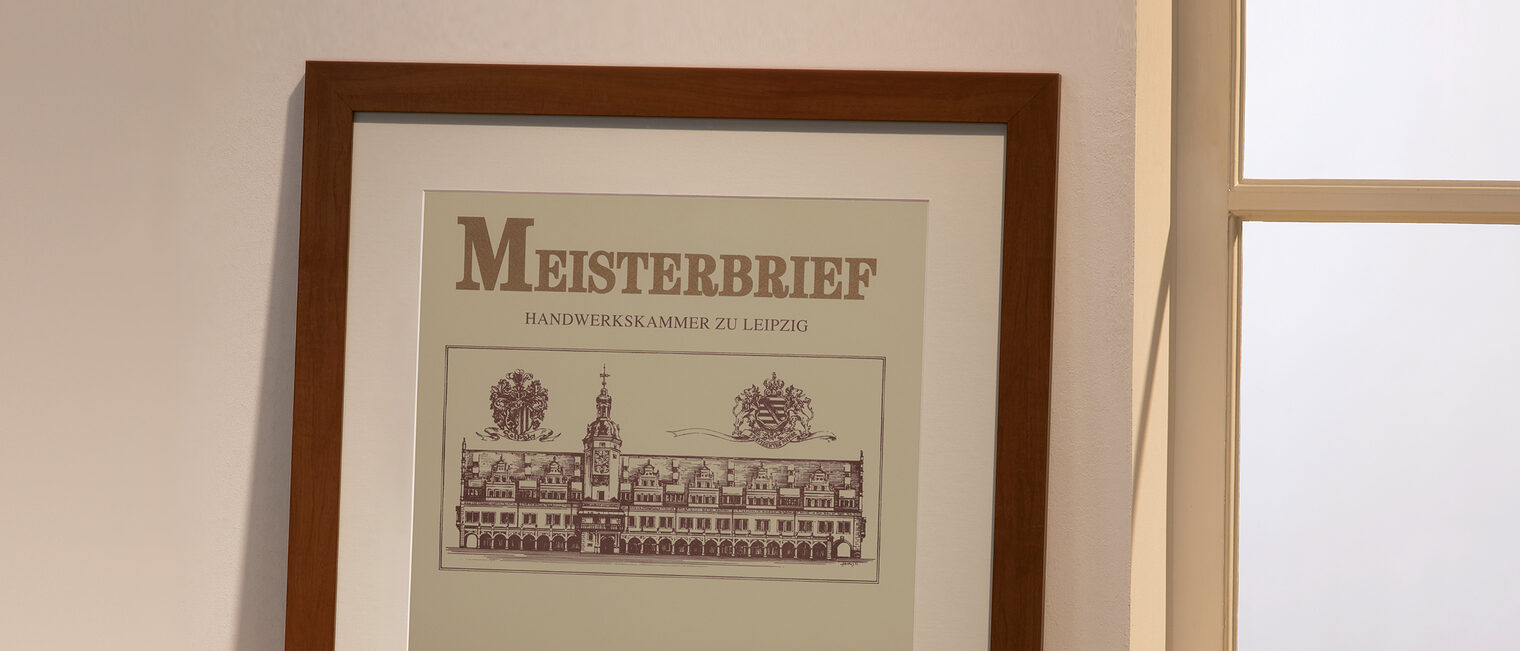 MEISTERBRIEF
HANDWERKSKAMMER ZU LEIPZIG